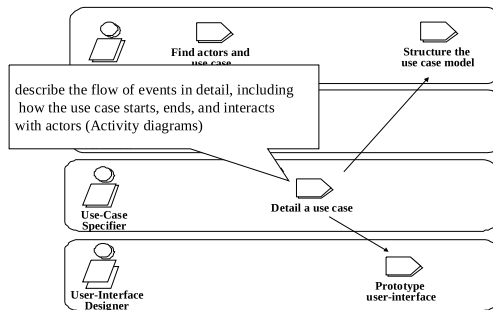 Find actors and
use case
Structure the
use case model
describe the flow of events in detail, including
how the use case starts, ends, and interacts
with actors (Activity diagrams)
Use-Case
Specifier
Detail a use case
User-Interface
Designer
Prototype
user-interface